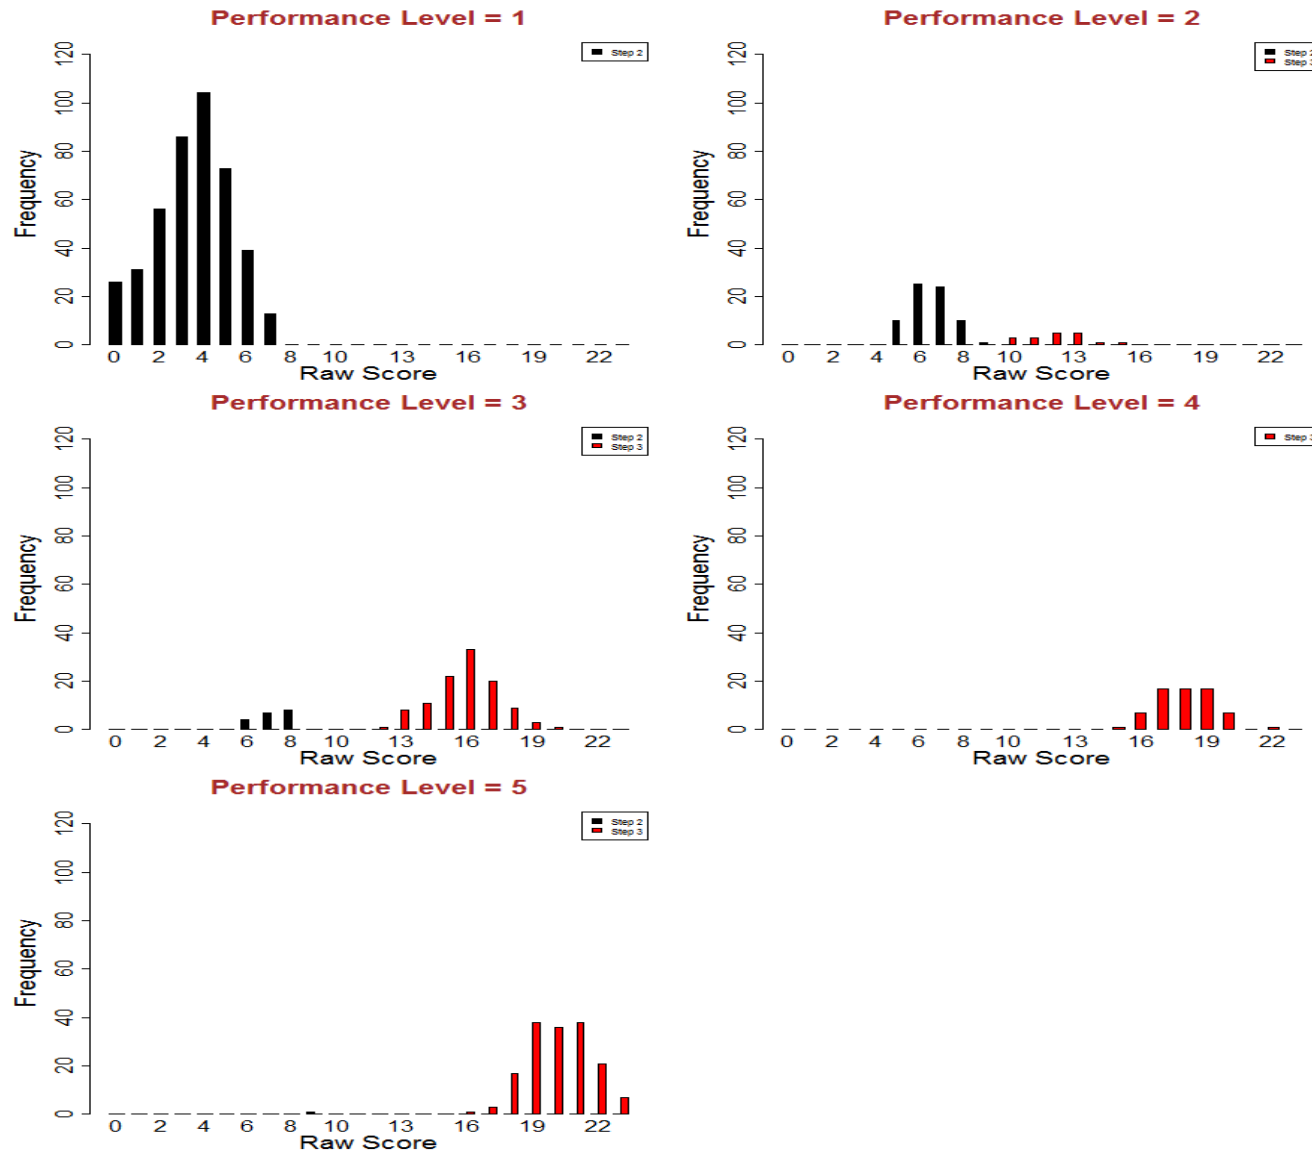 Performance Level = 1
Step 2
Frequency
0 20 40 60 80 100 120
0 2 4 6 8 10 13 16 19 22
Raw Score
Performance Level = 2
Step 2
Step 3
Frequency
0 20 40 60 80 100 120
0 2 4 6 8 10 13 16 19 22
Raw Score
Performance Level = 3
Step 2
Step 3
Frequency
0 20 40 60 80 100 120
0 2 4 6 8 10 13 16 19 22
Raw Score
Performance Level = 4
Step 3
Frequency
0 20 40 60 80 100 120
0 2 4 6 8 10 13 16 19 22
Raw Score
Performance Level = 5
Step 2
Step 3
Frequency
0 20 40 60 80 100 120
0 2 4 6 8 10 13 16 19 22
Raw Score